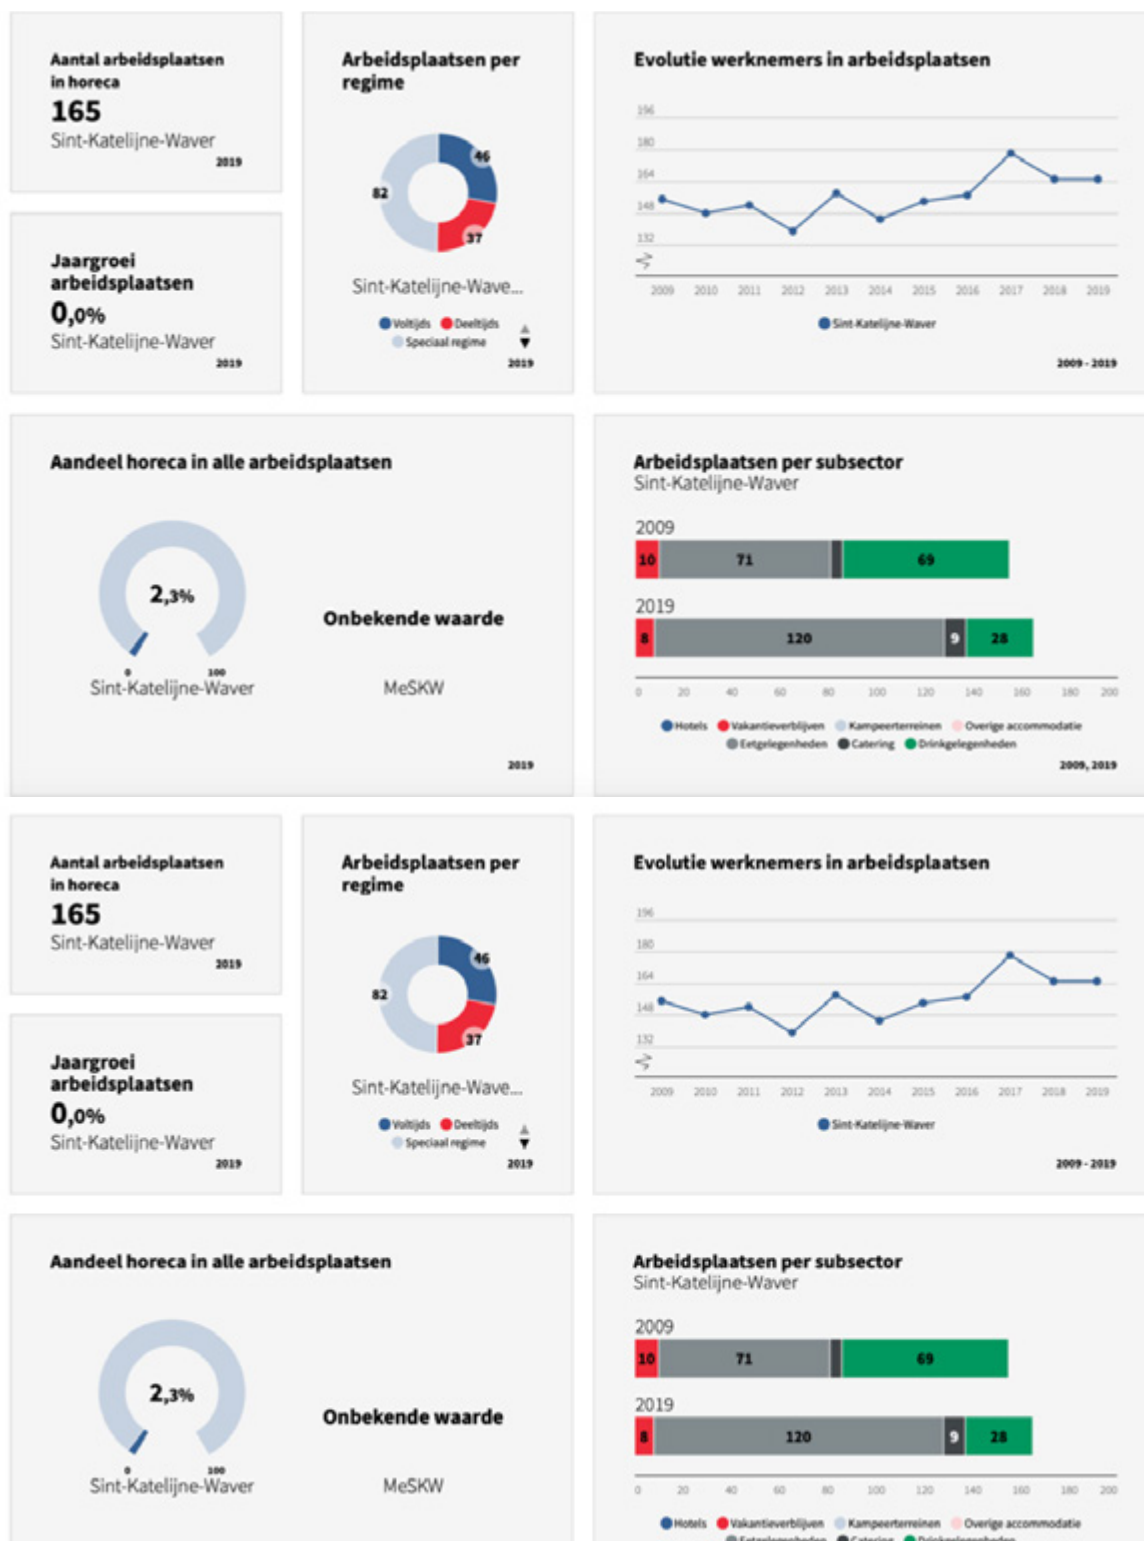 Aantal arbeidsplaatsen
in horeca
165
Sint-Katelijne-Waver
2019
Jaargroei
arbeidsplaatsen
0,0%
Sint-Katelijne-Waver
2019
Arbeidsplaatsen per
regime
46
82
37
Sint-Katelijne-Wave...
Voltijds Deeltijds
Speciaal regime
2019
Evolutie werknemers in arbeidsplaatsen
196
180
164
148
132
2009 2010 2011 2012 2013 2014 2015 2016 2017 2018 2019
Sint-Katelijne-Waver
2009 - 2019
Aandeel horeca in alle arbeidsplaatsen
2,3%
0 100
Sint-Katelijne-Waver
Onbekende waarde
MeSKW
2019
Arbeidsplaatsen per subsector
Sint-Katelijne-Waver
2009
10 71 69
2019
8 120 9 28
0 20 40 60 80 100 120 140 160 180 200
Hotels Vakantieverblijven Kampeerterreinen Overige accommodatie
Eetgelegenheden Catering Drinkgelegenheden
2009, 2019
Aantal arbeidsplaatsen
in horeca
165
Sint-Katelijne-Waver
2019
Jaargroei
arbeidsplaatsen
0,0%
Sint-Katelijne-Waver
2019
Arbeidsplaatsen per
regime
46
82
37
Sint-Katelijne-Wave...
Voltijds Deeltijds
Speciaal regime
2019
Evolutie werknemers in arbeidsplaatsen
196
180
164
148
132
2009 2010 2011 2012 2013 2014 2015 2016 2017 2018 2019
Sint-Katelijne-Waver
2009 - 2019
Aandeel horeca in alle arbeidsplaatsen
2,3%
0 100
Sint-Katelijne-Waver
Onbekende waarde
MeSKW
Arbeidsplaatsen per subsector
Sint-Katelijne-Waver
2009
10 71 69
2019
8 120 9 28
0 20 40 60 80 100 120 140 160 180 200
Hotels Vakantieverblijven Kampeerterreinen Overige accommodatie
Eetgelegenheden Catering Drinkgelegenheden